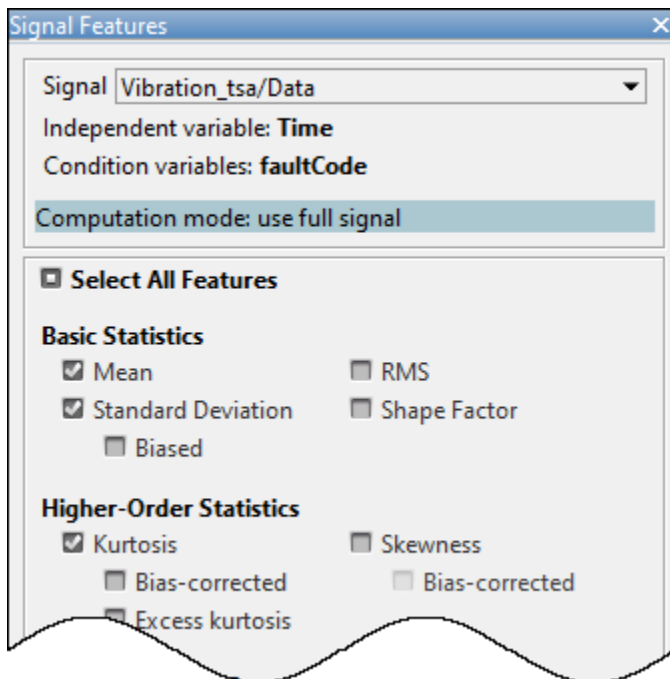 Signal Features
Signal Vibration_tsa/Data
Independent variable: Time
Condition variables: faultCode
Computation mode: use full signal
Select All Features
Basic Statistics
Mean RMS
Standard Deviation Shape Factor
Biased
Higher-Order Statistics
Kurtosis Skewness
Bias-corrected Bias-corrected
Excess kurtosis